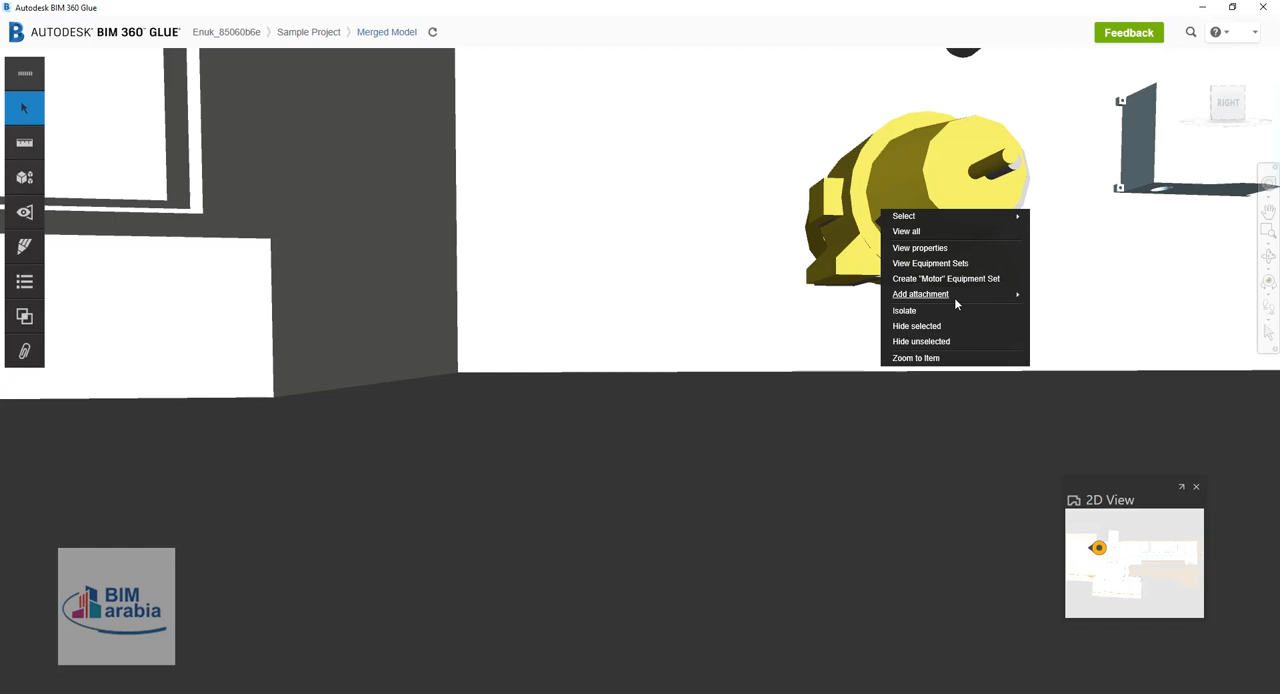 Autodesk BIM 360 Glue
AUTODESK® BIM 360™ GLUE® Enuk_85060b6e Sample Project Merged Model
Feedback
RIGHT
Select
View all
View properties
View Equipment Sets
Create "Motor" Equipment Set
Add attachment
Isolate
Hide selected
Hide unselected
Zoom to Item
2D View
BIM
arabia